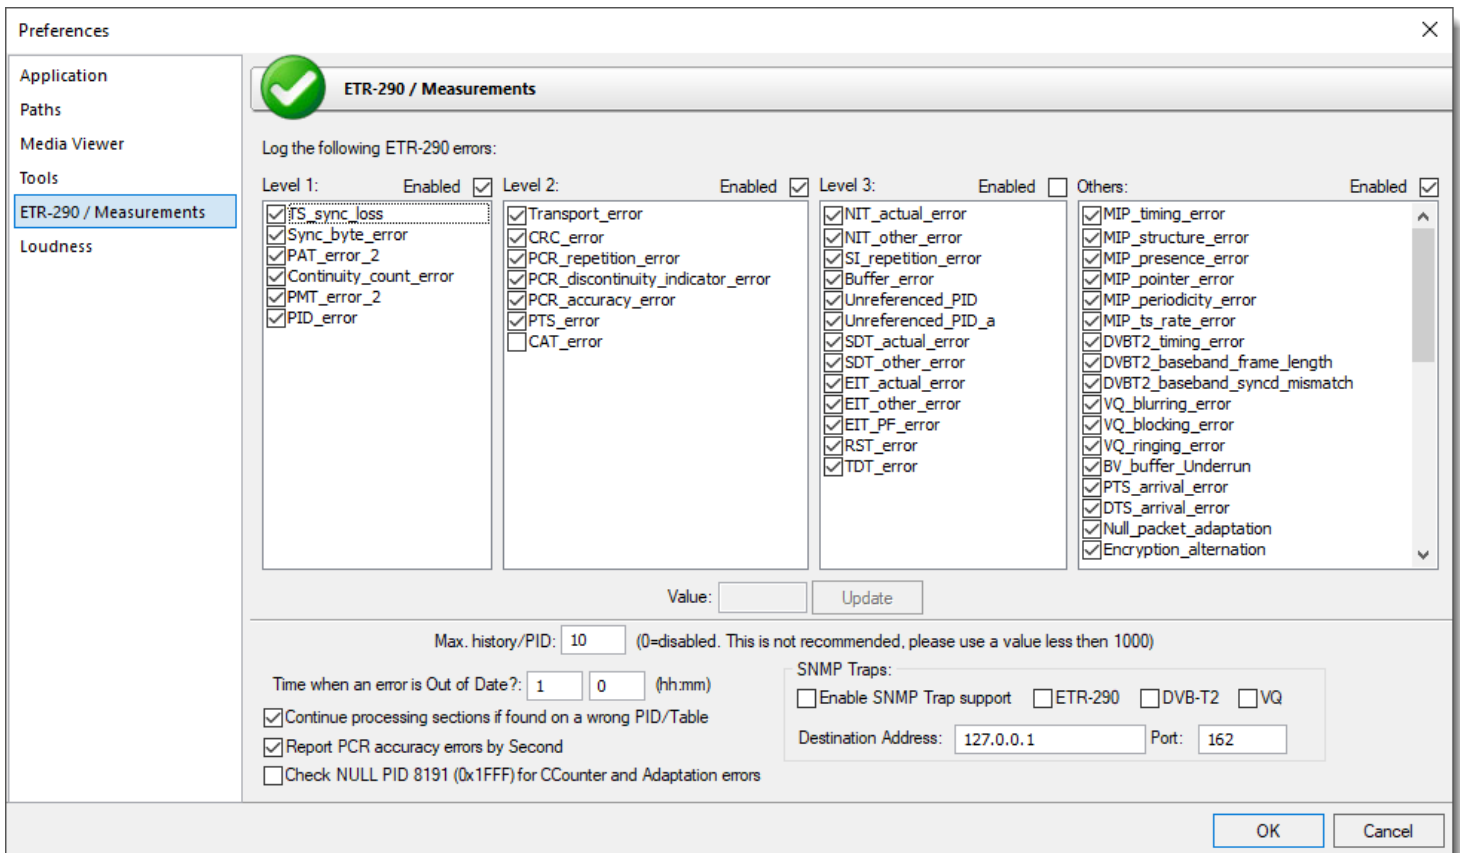 Preferences
Application
Paths
Media Viewer
Tools
ETR-290 / Measurements
Loudness
ETR-290 / Measurements
Log the following ETR-290 errors:
Level 1: Enabled
TS_sync_loss
Sync_byte_error
PAT_error_2
Continuity_count_error
PMT_error_2
PID_error
Level 2: Enabled
Transport_error
CRC_error
PCR_repetition_error
PCR_discontinuity_indicator_error
PCR_accuracy_error
PTS_error
CAT_error
Level 3: Enabled
NIT_actual_error
NIT_other_error
SI_repetition_error
Buffer_error
Unreferenced_PID
Unreferenced_PID_a
SDT_actual_error
SDT_other_error
EIT_actual_error
EIT_other_error
EIT_PF_error
RST_error
TDT_error
Others: Enabled
MIP_timing_error
MIP_structure_error
MIP_presence_error
MIP_pointer_error
MIP_periodicity_error
MIP_ts_rate_error
DVBT2_timing_error
DVBT2_baseband_frame_length
DVBT2_baseband_syncd_mismatch
VQ_blurring_error
VQ_blocking_error
VQ_ringing_error
BV_buffer_Underrun
PTS_arrival_error
DTS_arrival_error
Null_packet_adaptation
Encryption_alternation
Value: Update
Max. history/PID: 10 (0=disabled. This is not recommended, please use a value less then 1000)
Time when an error is Out of Date?: 1 0 (hh:mm)
Continue processing sections if found on a wrong PID/Table
Report PCR accuracy errors by Second
Check NULL PID 8191 (0x1FFF) for CCounter and Adaptation errors
SNMP Traps:
Enable SNMP Trap support ETR-290 DVB-T2 VQ
Destination Address: 127.0.0.1 Port: 162
OK Cancel